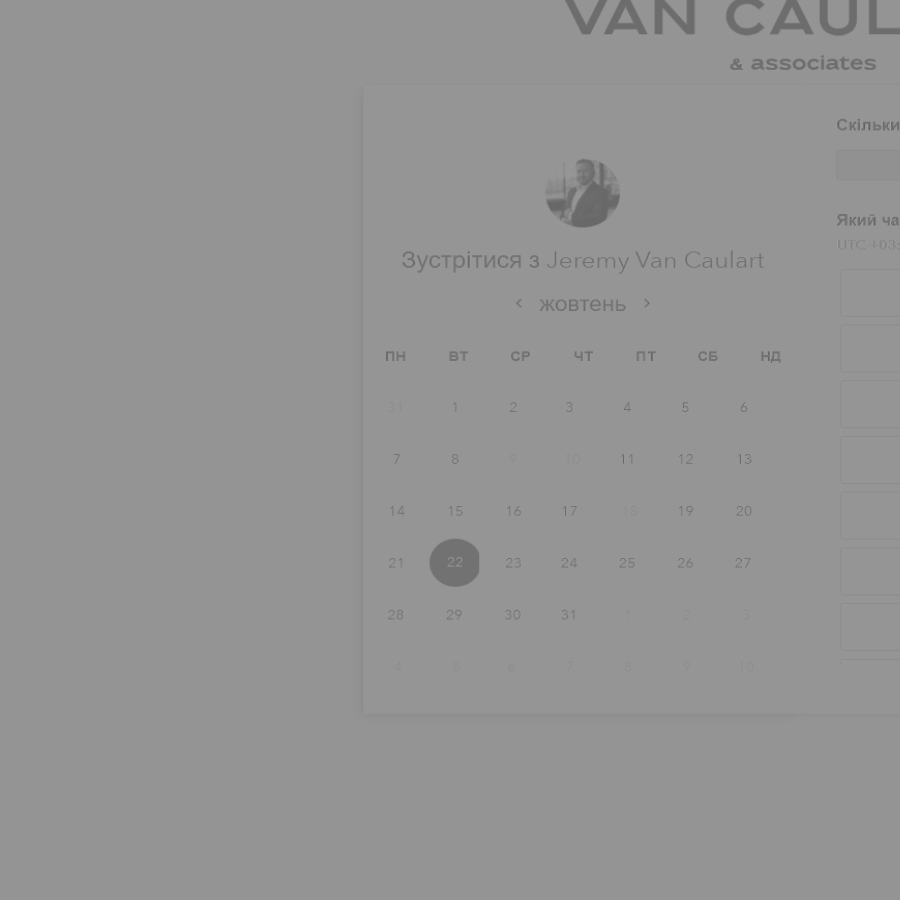 VAN CAUL
& associates
Скільки
Зустрітися з Jeremy Van Caulart
жовтень
ПН ВТ СР ЧТ ПТ СБ НД
31 1 2 3 4 5 6
7 8 9 10 11 12 13
14 15 16 17 18 19 20
21 22 23 24 25 26 27
28 29 30 31 1 2 3
4 5 6 7 8 9 10
Який ча
UTC +03: